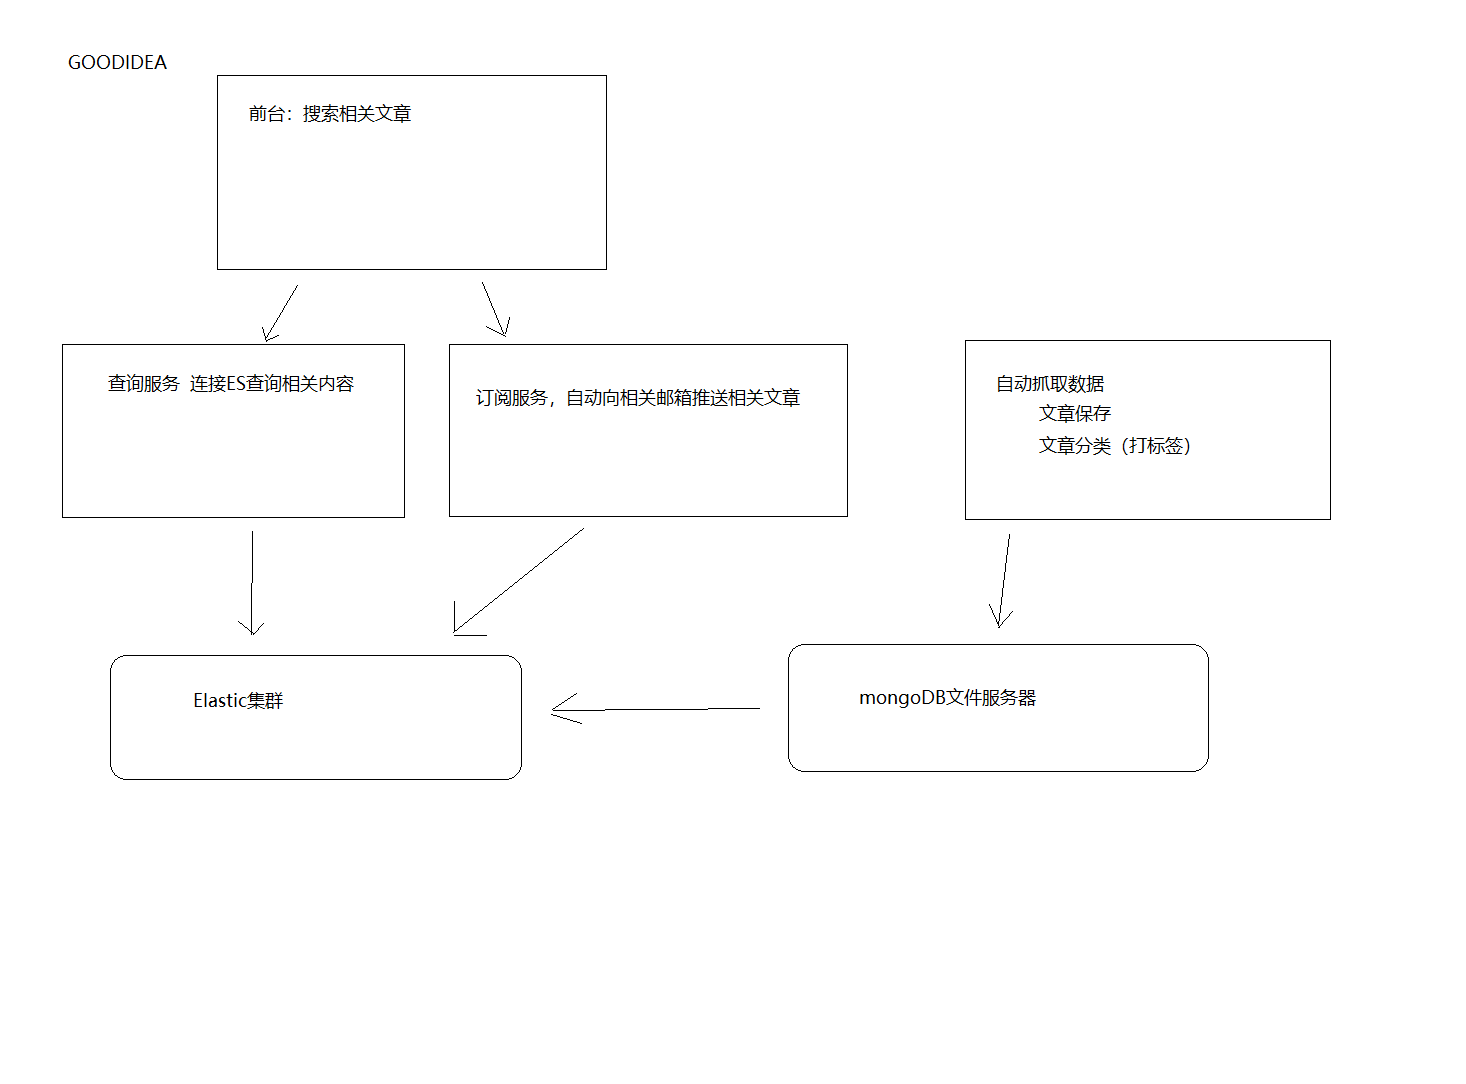 GOODIDEA
前台：搜索相关文章
查询服务  连接ES查询相关内容
订阅服务，自动向相关邮箱推送相关文章
自动抓取数据
文章保存
文章分类（打标签）
Elastic集群
mongoDB文件服务器